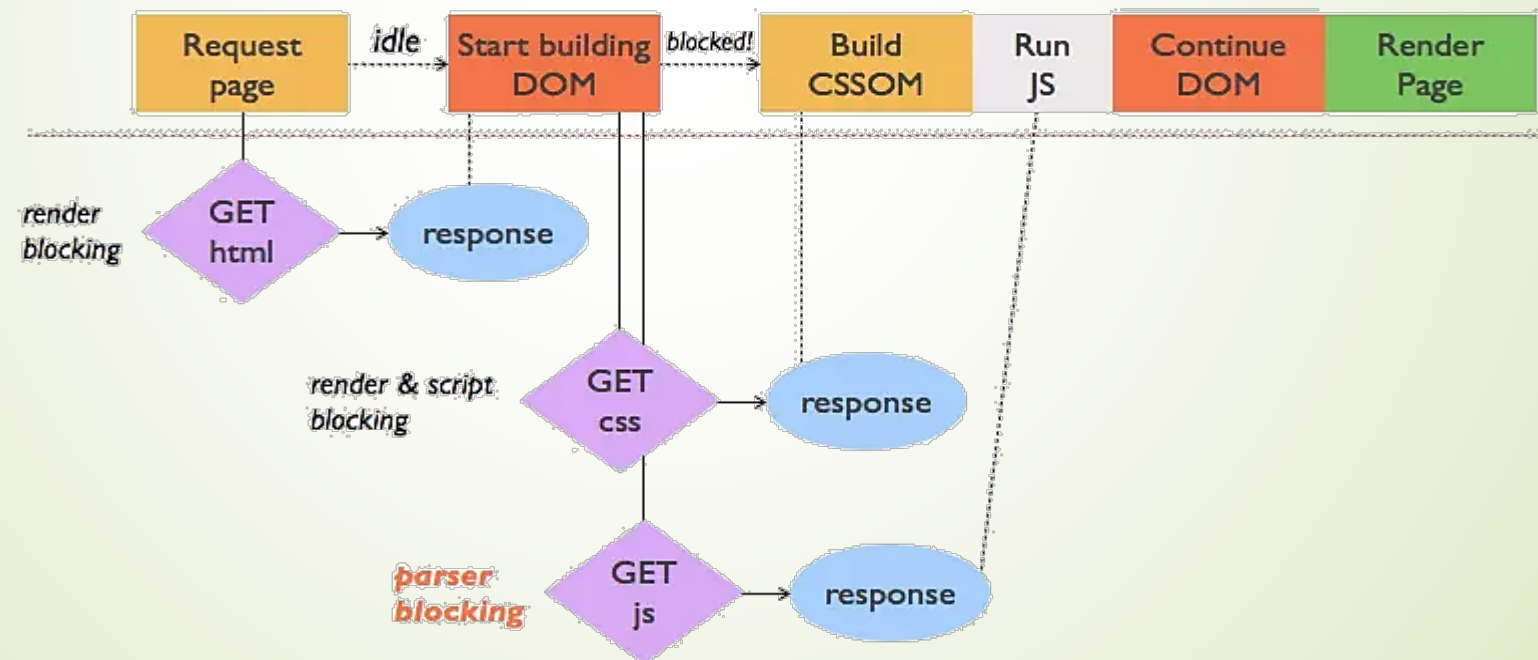 Request
page
idle
Start building
DOM
blocked!
Build
CSSOM
Run
JS
Continue
DOM
Render
Page
render
blocking
GET
html
response
render & script
blocking
GET
css
response
parser
blocking
GET
js
response